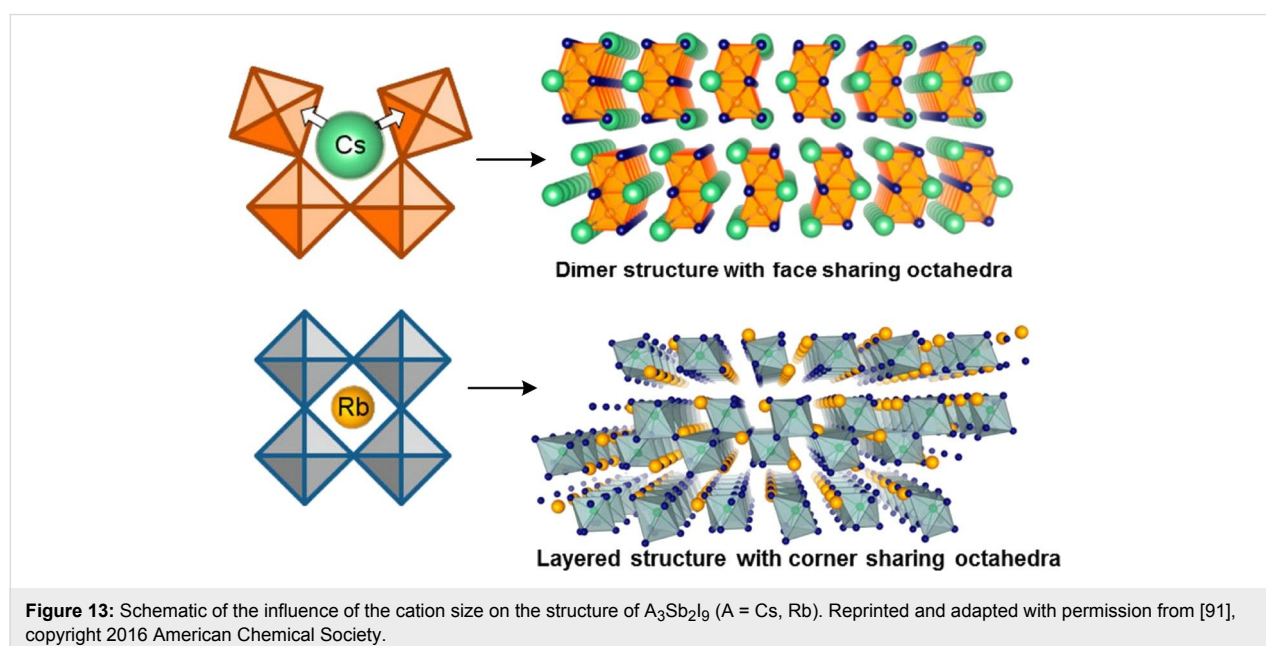 Cs
Dimer structure with face sharing octahedra
Rb
Layered structure with corner sharing octahedra
Figure 13: Schematic of the influence of the cation size on the structure of A3Sb2I9 (A = Cs, Rb). Reprinted and adapted with permission from [91],
copyright 2016 American Chemical Society.